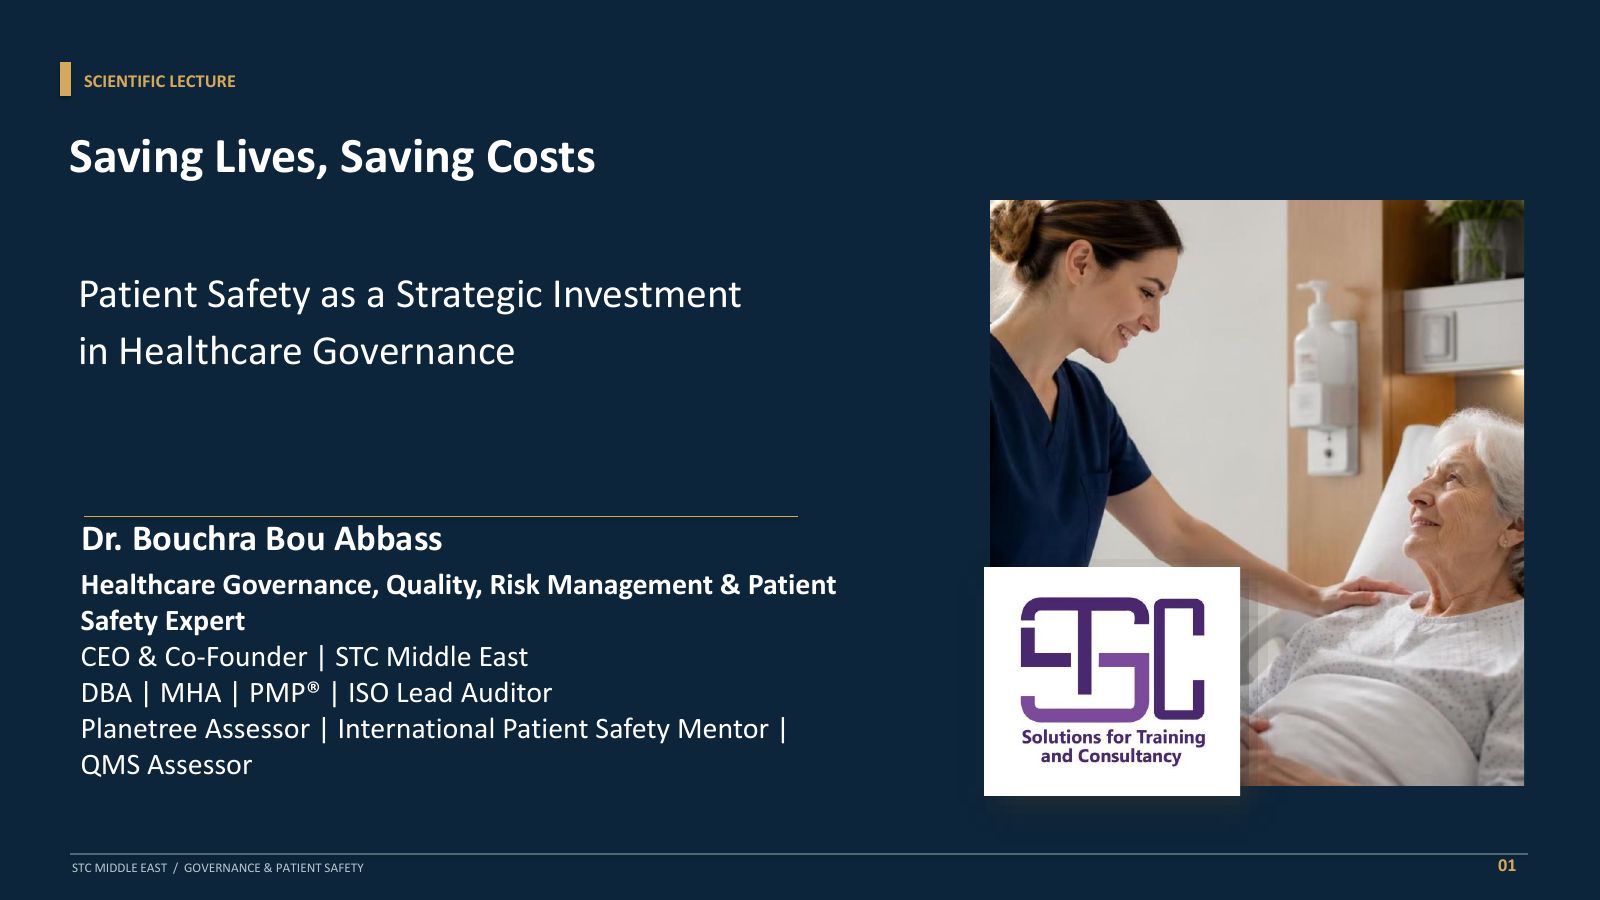 SCIENTIFIC LECTURE
Saving Lives, Saving Costs
Patient Safety as a Strategic Investment
in Healthcare Governance
Dr. Bouchra Bou Abbass
Healthcare Governance, Quality, Risk Management & Patient
Safety Expert
CEO & Co-Founder | STC Middle East
DBA | MHA | PMP® | ISO Lead Auditor
Planetree Assessor | International Patient Safety Mentor |
QMS Assessor
STC
Solutions for Training
and Consultancy
STC MIDDLE EAST / GOVERNANCE & PATIENT SAFETY
01